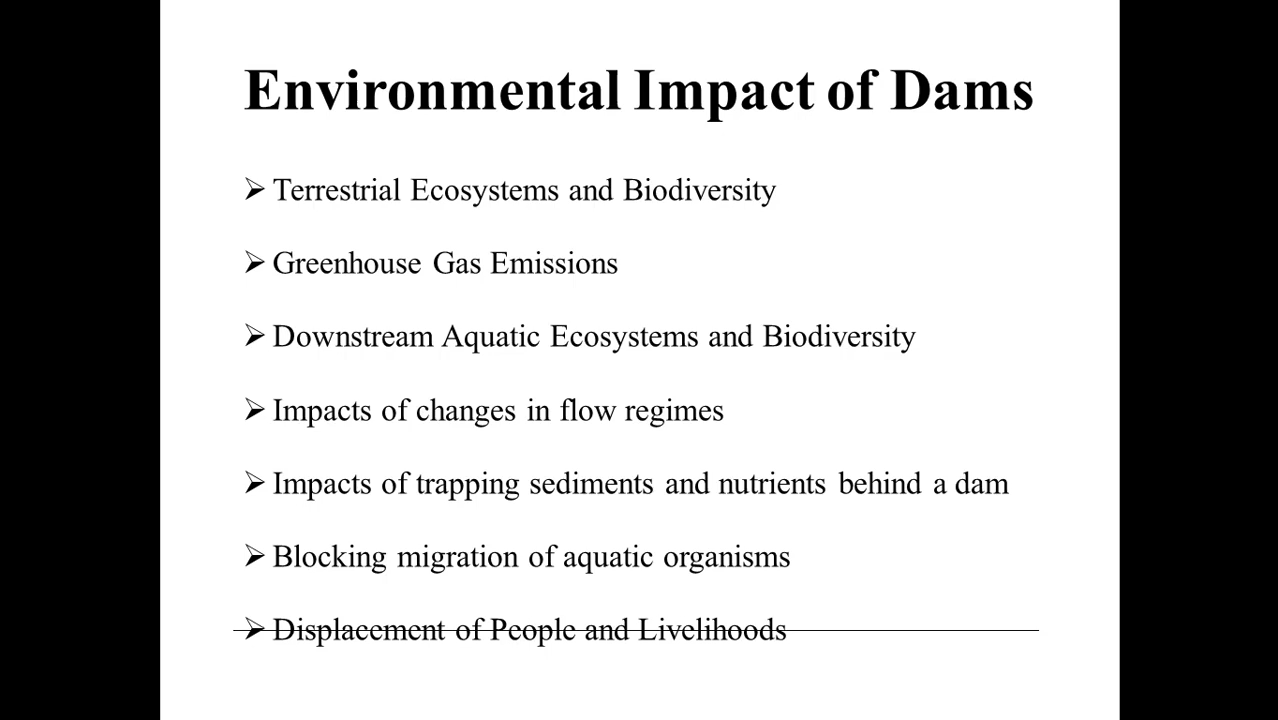 Environmental Impact of Dams
➢ Terrestrial Ecosystems and Biodiversity
➢ Greenhouse Gas Emissions
➢ Downstream Aquatic Ecosystems and Biodiversity
➢ Impacts of changes in flow regimes
➢ Impacts of trapping sediments and nutrients behind a dam
➢ Blocking migration of aquatic organisms
➢ Displacement of People and Livelihoods